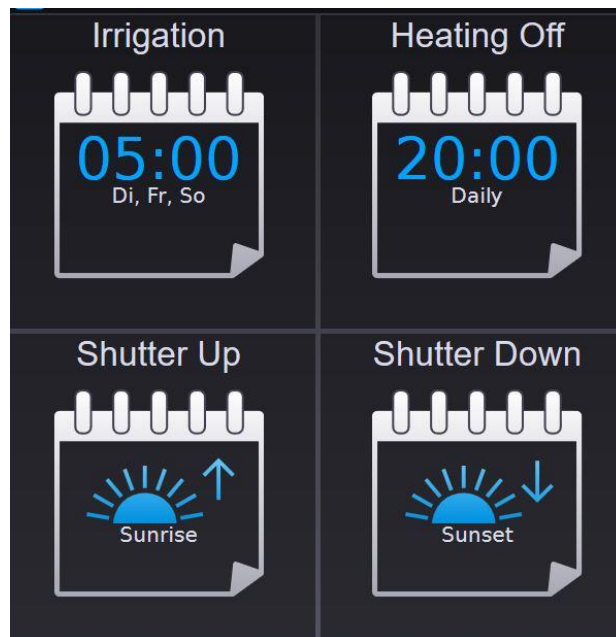 Irrigation
05:00
Di, Fr, So
Heating Off
20:00
Daily
Shutter Up
Sunrise
Shutter Down
Sunset